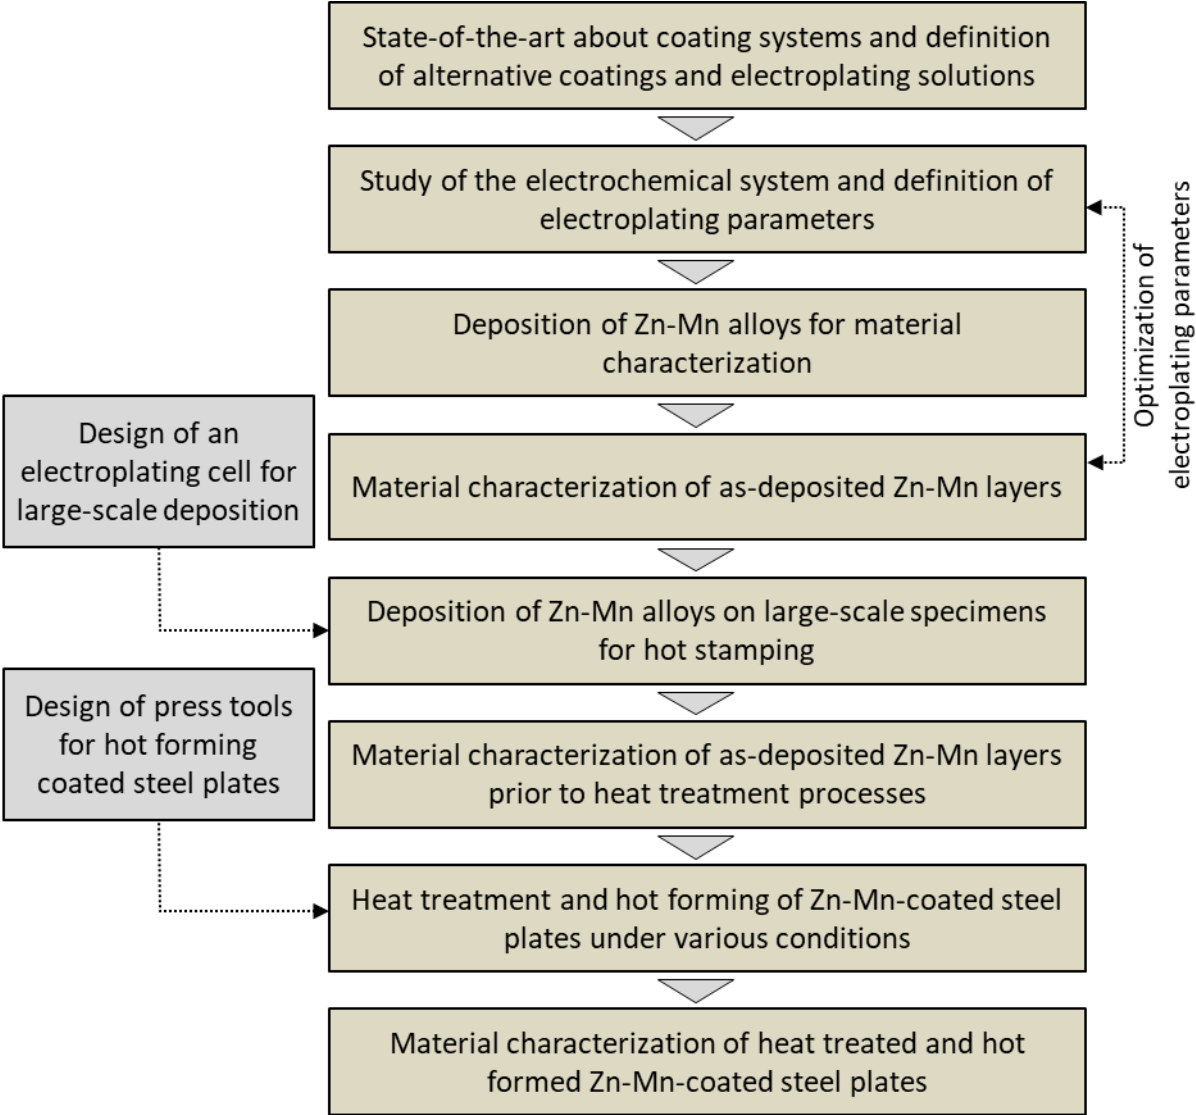 State-of-the-art about coating systems and definition
of alternative coatings and electroplating solutions
Study of the electrochemical system and definition of
electroplating parameters
Optimization of
electroplating parameters
Deposition of Zn-Mn alloys for material
characterization
Design of an
electroplating cell for
large-scale deposition
Material characterization of as-deposited Zn-Mn layers
Deposition of Zn-Mn alloys on large-scale specimens
for hot stamping
Design of press tools
for hot forming
coated steel plates
Material characterization of as-deposited Zn-Mn layers
prior to heat treatment processes
Heat treatment and hot forming of Zn-Mn-coated steel
plates under various conditions
Material characterization of heat treated and hot
formed Zn-Mn-coated steel plates